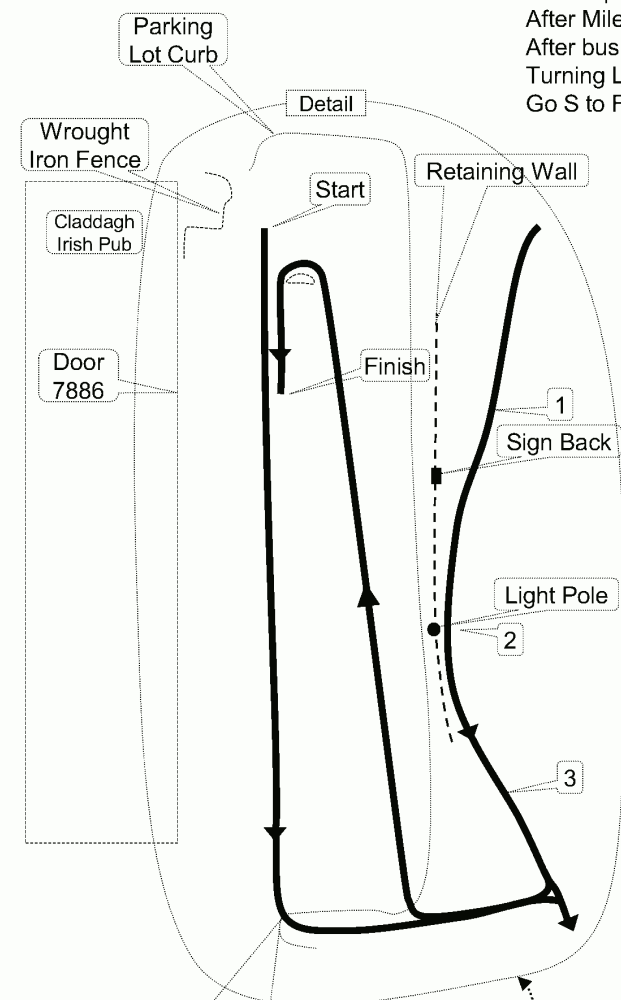 After Mile
After bus
Turning L
Go S to F
Parking
Lot Curb
Detail
Wrought
Iron Fence
Retaining Wall
Start
Claddagh
Irish Pub
Door
7886
Finish
1
Sign Back
Light Pole
2
3